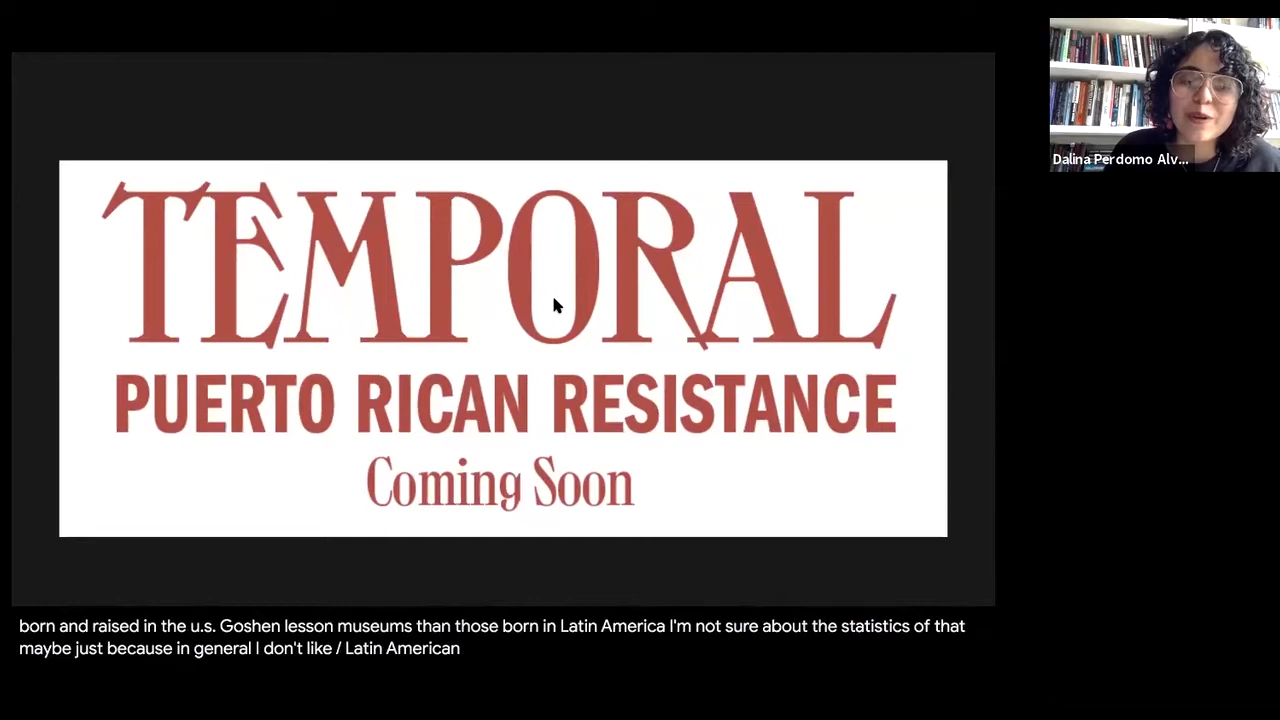 TEMPORAL
PUERTO RICAN RESISTANCE
Coming Soon
Dalina Perdomo Alv...
born and raised in the u.s. Goshen lesson museums than those born in Latin America I'm not sure about the statistics of that
maybe just because in general I don't like / Latin American